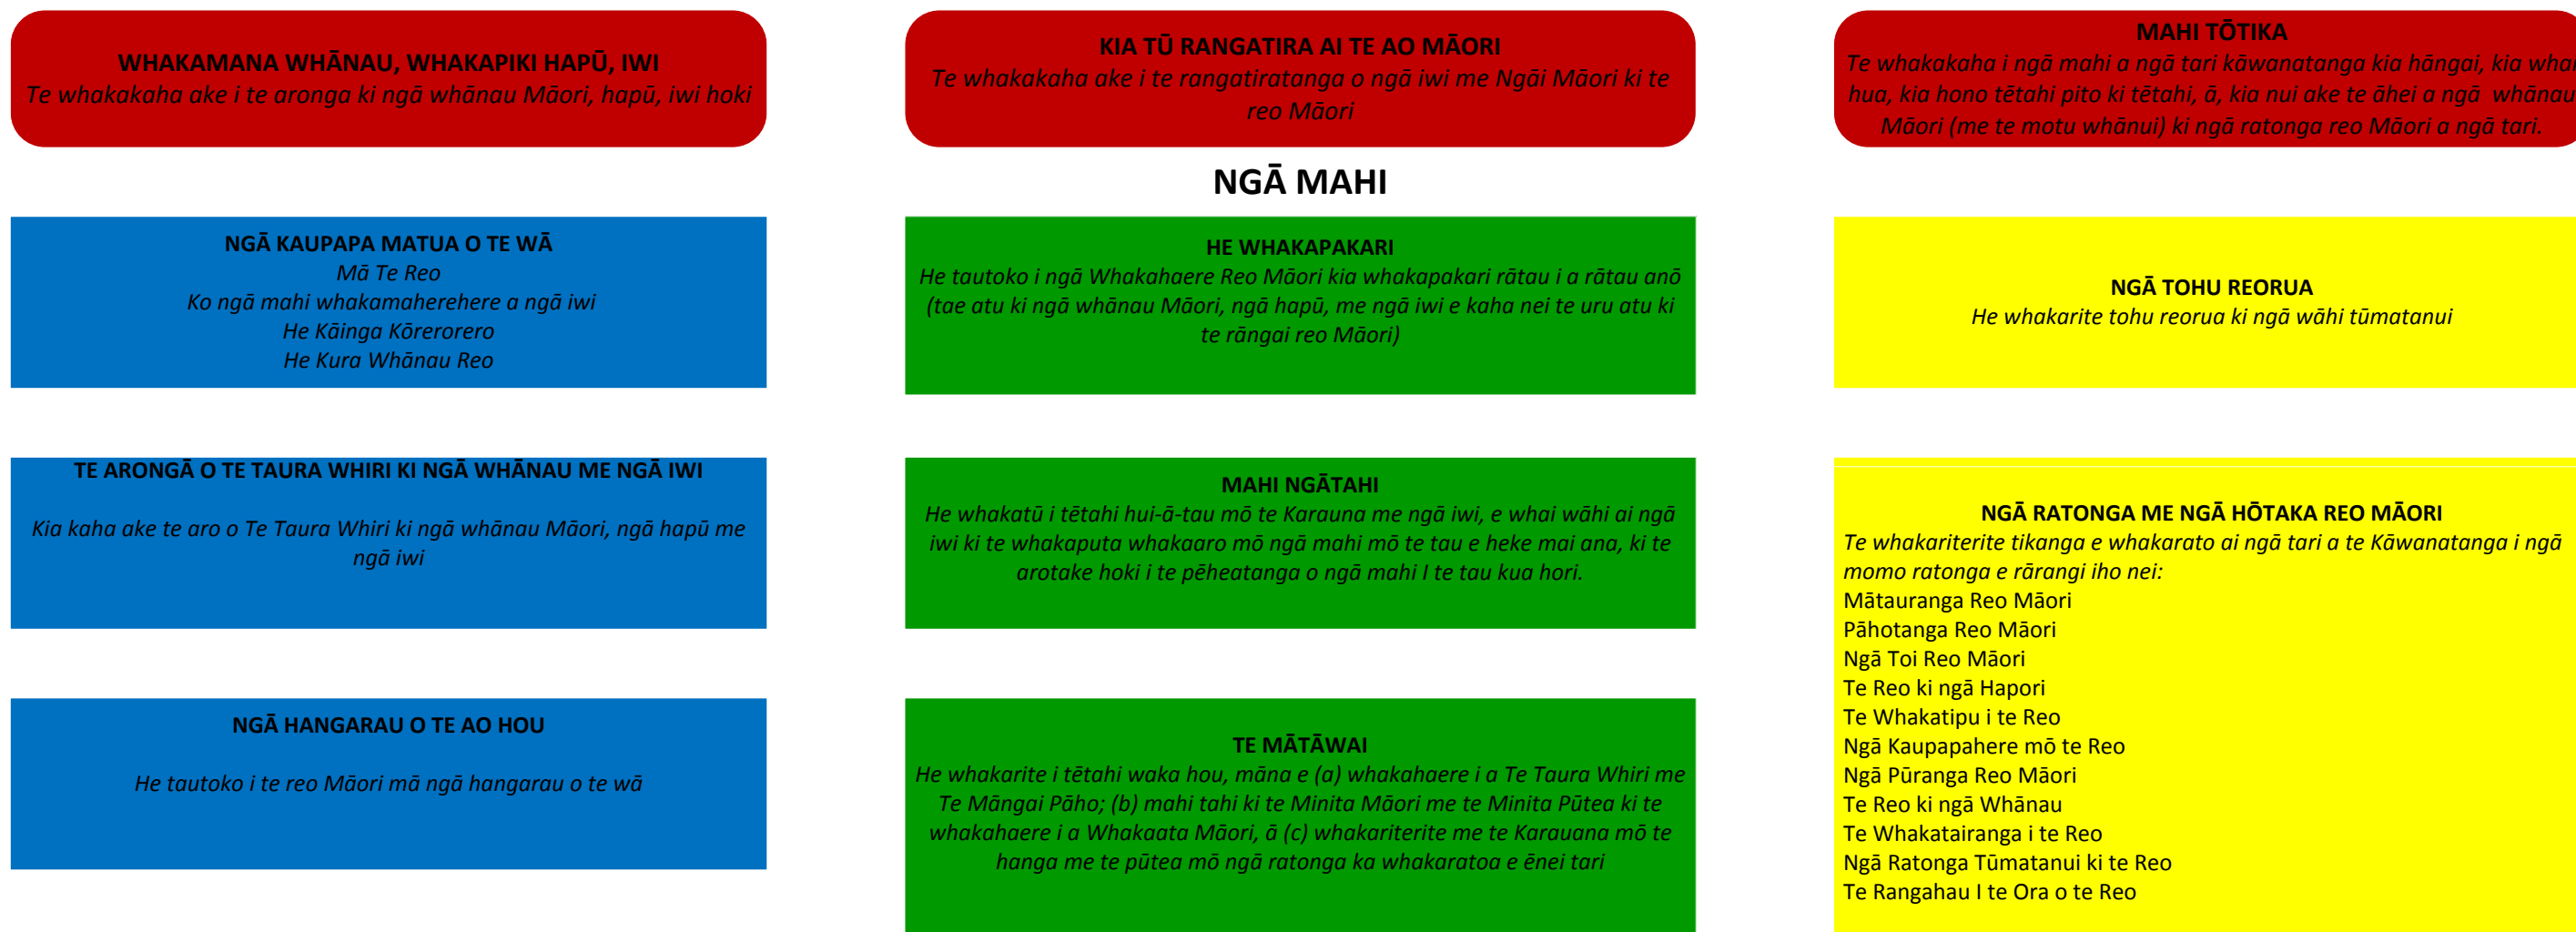 WHAKAMANA WHĀNAU, WHAKAPIKI HAPŪ, IWI
Te whakakaha ake i te aronga ki ngā whānau Māori, hapū, iwi hoki
KIA TŪ RANGATIRA AI TE AO MĀORI
Te whakakaha ake i te rangatiratanga o ngā iwi me Ngāi Māori ki te
reo Māori
MAHI TŌTIKA
Te whakakaha i ngā mahi a ngā tari kāwanatanga kia hāngai, kia whai
hua, kia hono tētahi pito ki tētahi, ā, kia nui ake te āhei a ngā whānau
Māori (me te motu whānui) ki ngā ratonga reo Māori a ngā tari.
NGĀ MAHI
NGĀ KAUPAPA MATUA O TE WĀ
Mā Te Reo
Ko ngā mahi whakamaherehere a ngā iwi
He Kāinga Kōrerorero
He Kura Whānau Reo
HE WHAKAPAKARI
He tautoko i ngā Whakahaere Reo Māori kia whakapakari rātau i a rātau anō
(tae atu ki ngā whānau Māori, ngā hapū, me ngā iwi e kaha nei te uru atu ki
te rāngai reo Māori)
NGĀ TOHU REORUA
He whakarite tohu reorua ki ngā wāhi tūmatanui
TE ARONGĀ O TE TAURA WHIRI KI NGĀ WHĀNAU ME NGĀ IWI
Kia kaha ake te aro o Te Taura Whiri ki ngā whānau Māori, ngā hapū me
ngā iwi
MAHI NGĀTAHI
He whakatū i tētahi hui-ā-tau mō te Karauna me ngā iwi, e whai wāhi ai ngā
iwi ki te whakaputa whakaaro mō ngā mahi mō te tau e heke mai ana, ki te
arotake hoki i te pēheatanga o ngā mahi I te tau kua hori.
NGĀ RATONGA ME NGĀ HŌTAKA REO MĀORI
Te whakariterite tikanga e whakarato ai ngā tari a te Kāwanatanga i ngā
momo ratonga e rārangi iho nei:
Mātauranga Reo Māori
Pāhotanga Reo Māori
Ngā Toi Reo Māori
Te Reo ki ngā Hapori
Te Whakatipu i te Reo
Ngā Kaupapahere mō te Reo
Ngā Pūranga Reo Māori
Te Reo ki ngā Whānau
Te Whakatairanga i te Reo
Ngā Ratonga Tūmatanui ki te Reo
Te Rangahau I te Ora o te Reo
NGĀ HANGARAU O TE AO HOU
He tautoko i te reo Māori mā ngā hangarau o te wā
TE MĀTĀWAI
He whakarite i tētahi waka hou, māna e (a) whakahaere i a Te Taura Whiri me
Te Māngai Pāho; (b) mahi tahi ki te Minita Māori me te Minita Pūtea ki te
whakahaere i a Whakaata Māori, ā (c) whakariterite me te Karauana mō te
hanga me te pūtea mō ngā ratonga ka whakaratoa e ēnei tari